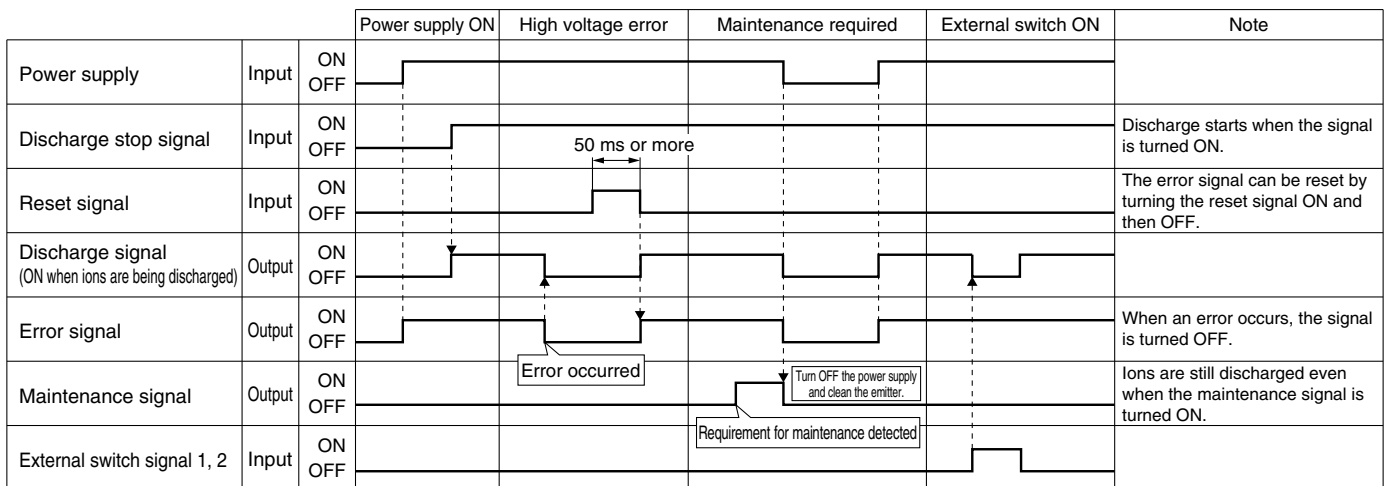 Power supply ON
High voltage error
Maintenance required
External switch ON
Note
Power supply
Input
ON
OFF
Discharge stop signal
Input
ON
OFF
50 ms or more
Discharge starts when the signal
is turned ON.
Reset signal
Input
ON
OFF
The error signal can be reset by
turning the reset signal ON and
then OFF.
Discharge signal
(ON when ions are being discharged)
Output
ON
OFF
Error signal
Output
ON
OFF
Error occurred
When an error occurs, the signal
is turned OFF.
Maintenance signal
Output
ON
OFF
Turn OFF the power supply
and clean the emitter.
Requirement for maintenance detected
Ions are still discharged even
when the maintenance signal is
turned ON.
External switch signal 1, 2
Input
ON
OFF